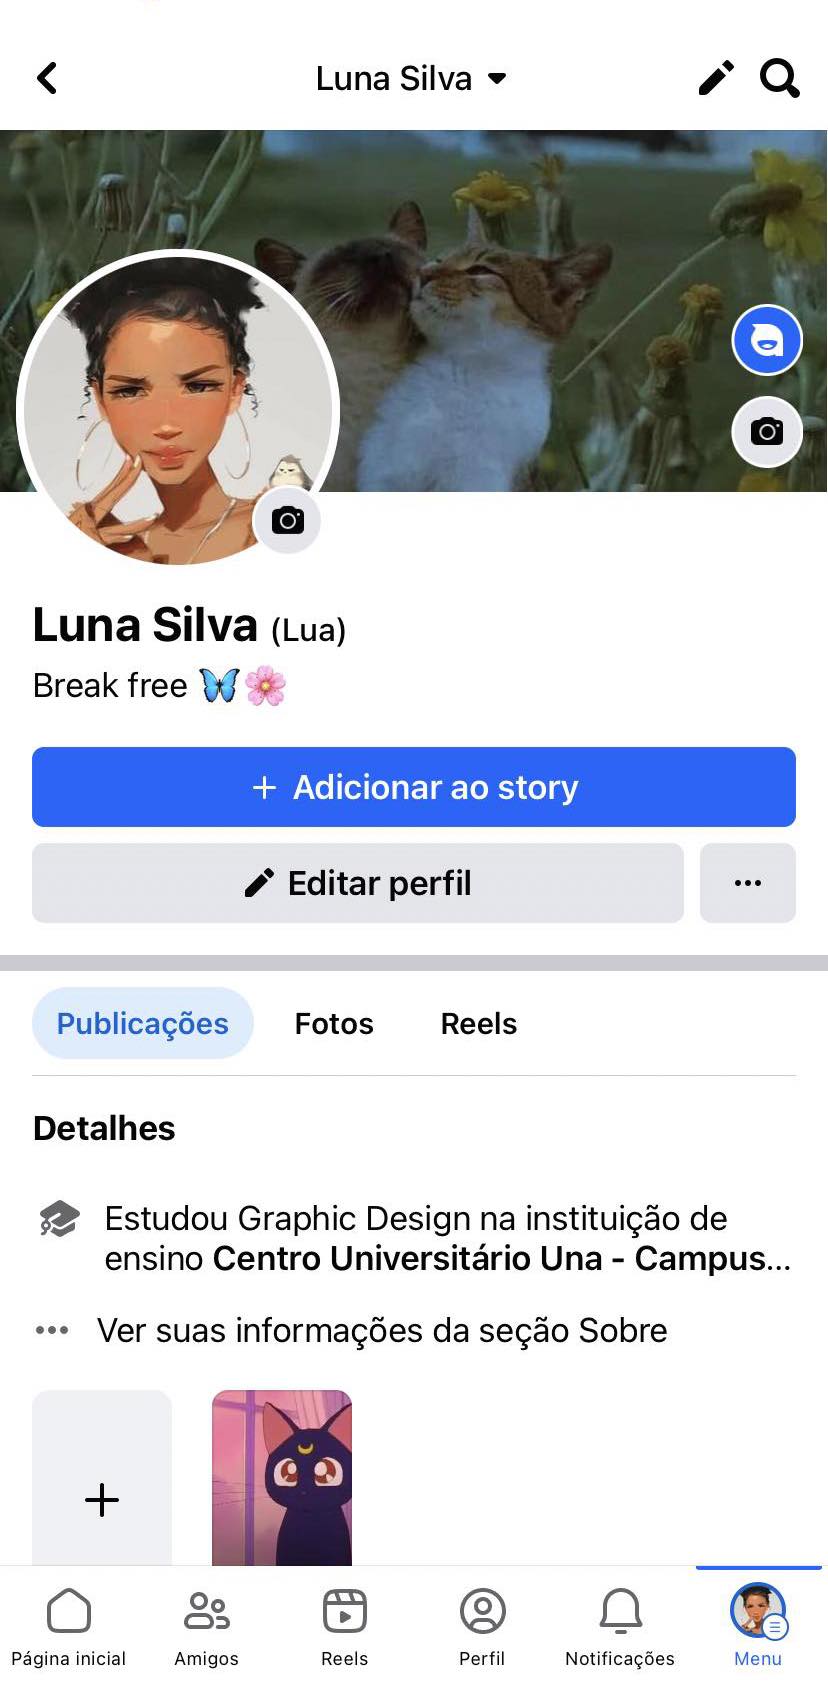 Luna Silva
Luna Silva (Lua)
Break free 🦋🌸
+ Adicionar ao story
Editar perfil
Publicações
Fotos
Reels
Detalhes
Estudou Graphic Design na instituição de
ensino Centro Universitário Una - Campus...
Ver suas informações da seção Sobre
Página inicial
Amigos
Reels
Perfil
Notificações
Menu